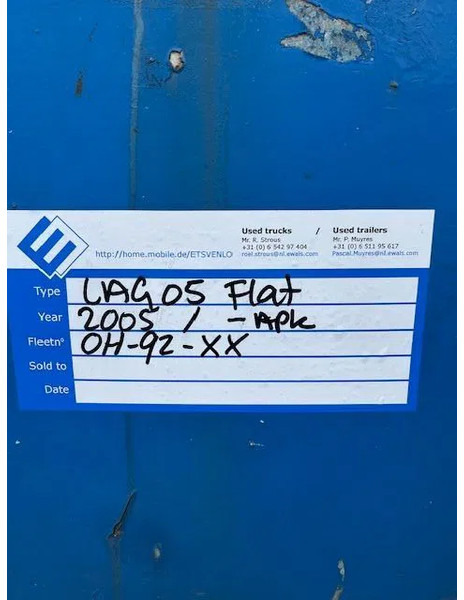 Used trucks / Used trailers
Mr. R. Strous Mr. P. Muyres
+31 (0) 6 542 97 404 +31 (0) 6 511 95 617
http://home.mobile.de/ETSVENLO roel.strous@nl.ewals.com Pascal.Muyres@nl.ewals.com
Type LAG 05 Flat
Year 2005 / - APK
Fleetn° OH-92-XX
Sold to
Date